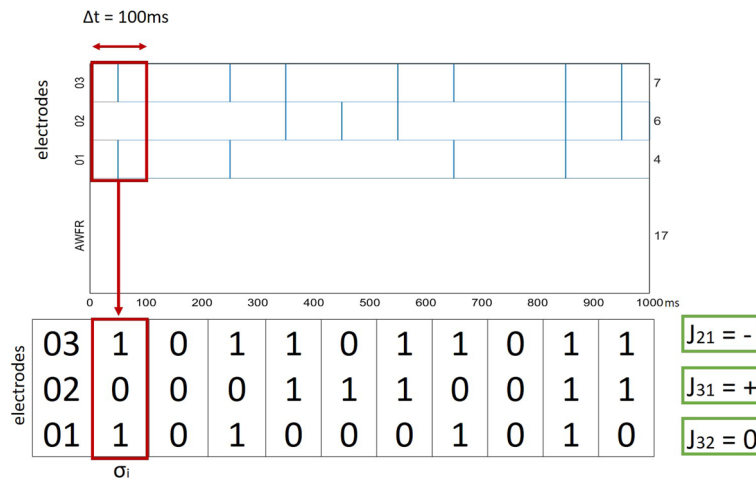 Δt = 100ms
electrodes
03
7
02
6
01
4
AWFR
17
0 100 200 300 400 500 600 700 800 900 1000 ms
electrodes
03 1 0 1 1 0 1 1 0 1 1
02 0 0 0 1 1 1 0 0 1 1
01 1 0 1 0 0 0 1 0 1 0
σi
J21 = -
J31 = +
J32 = 0